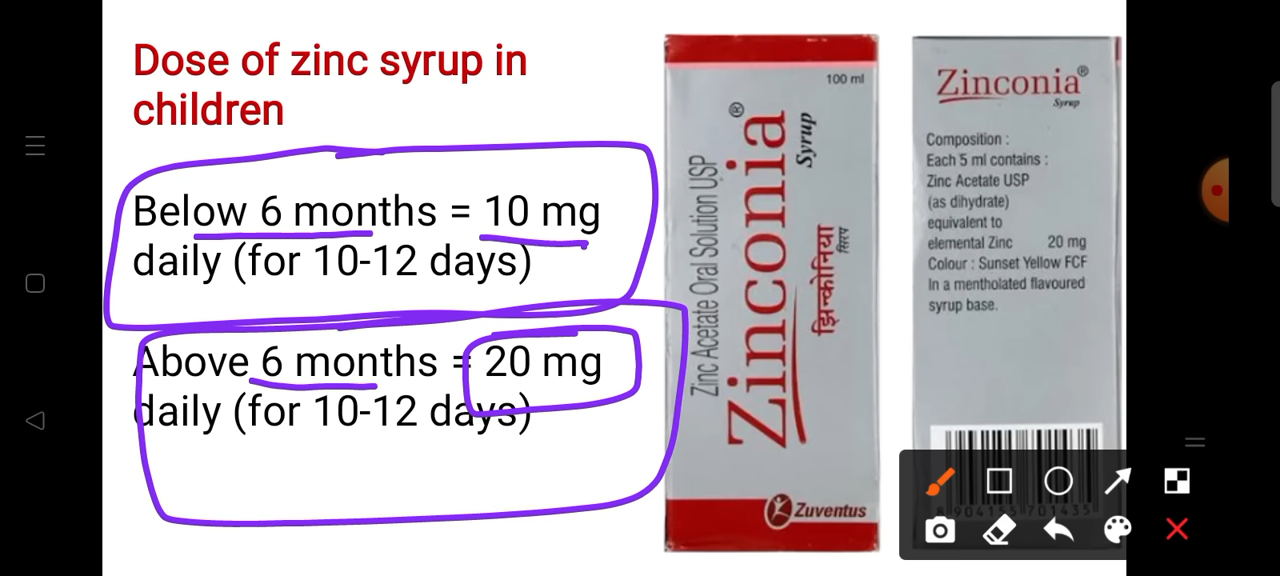 Dose of zinc syrup in
children
Below 6 months = 10 mg
daily (for 10-12 days)
Above 6 months = 20 mg
daily (for 10-12 days)
100 ml
Zinc Acetate Oral Solution USP
Zinconia®
Syrup
झिन्कोनिया
सिरप
Zuventus
Zinconia®
Syrup
Composition :
Each 5 ml contains :
Zinc Acetate USP
(as dihydrate)
equivalent to
elemental Zinc 20 mg
Colour : Sunset Yellow FCF
In a mentholated flavoured
syrup base.